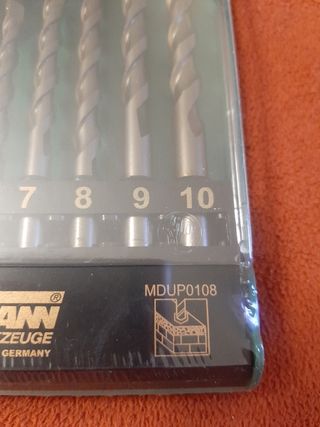 7 8 9 10
ANN®
ZEUGE
GERMANY
MDUP0108